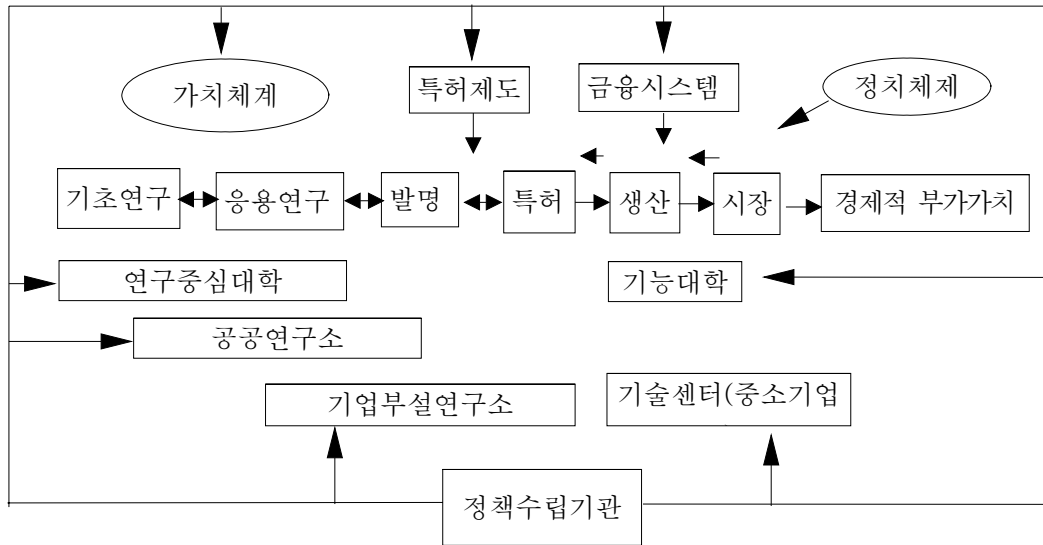 가치체계
특허제도
금융시스템
정치체제
기초연구
응용연구
발명
특허
생산
시장
경제적 부가가치
연구중심대학
기능대학
공공연구소
기업부설연구소
기술센터(중소기업
정책수립기관